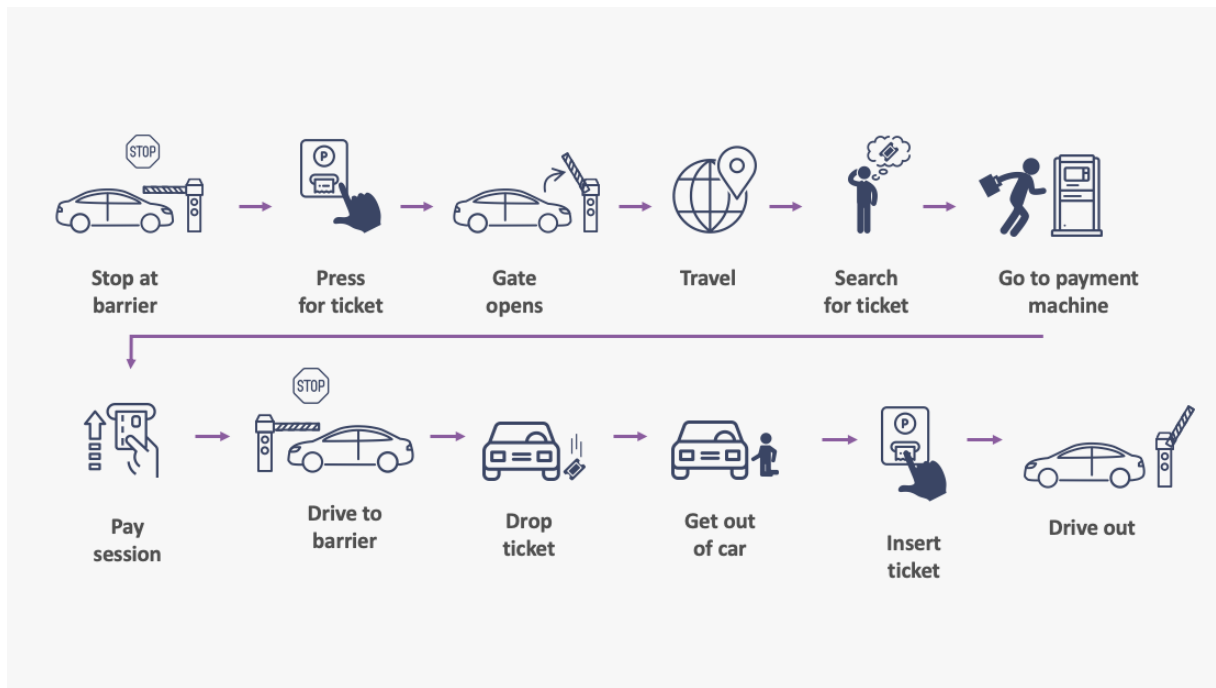 STOP
P
Stop at
barrier
Press
for ticket
Gate
opens
Travel
Search
for ticket
Go to payment
machine
STOP
P
Pay
session
Drive to
barrier
Drop
ticket
Get out
of car
Insert
ticket
Drive out